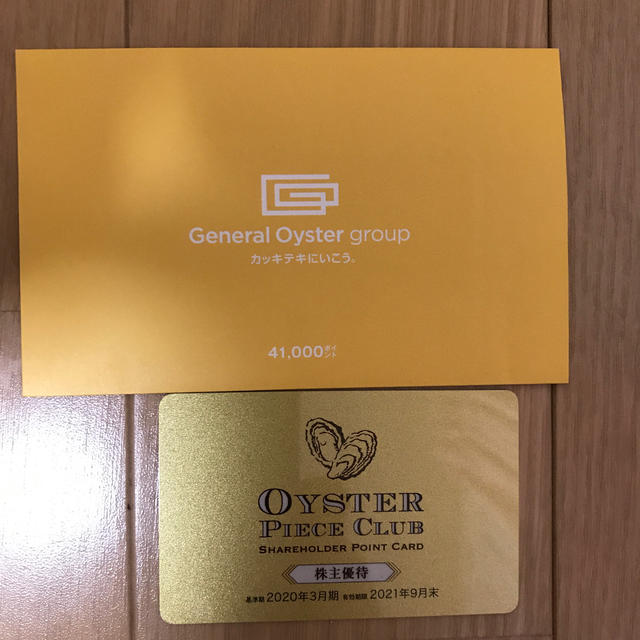 General Oyster group
カッキテキにいこう。
41,000ポイント
OYSTER
PIECE CLUB
SHAREHOLDER POINT CARD
株主優待
基準期 2020年3月期 有効期限 2021年9月末